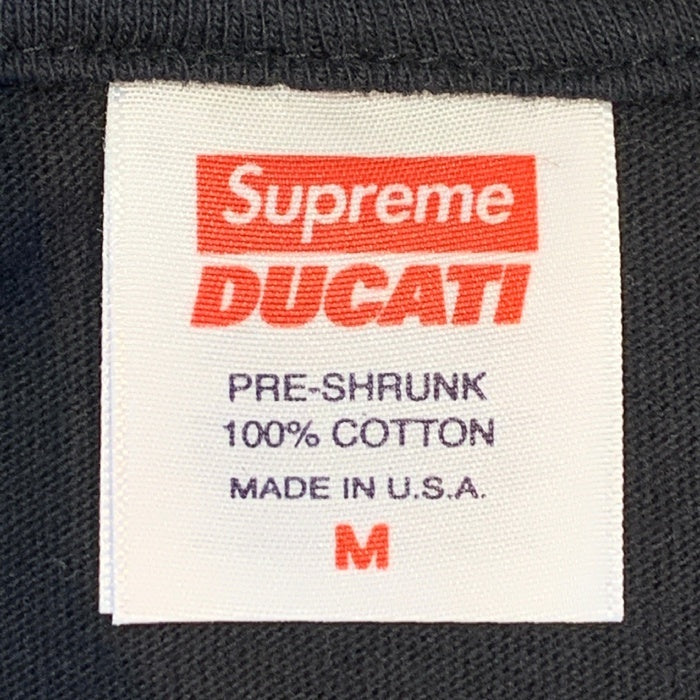 Supreme
DUCATI
PRE-SHRUNK
100% COTTON
MADE IN U.S.A.
M